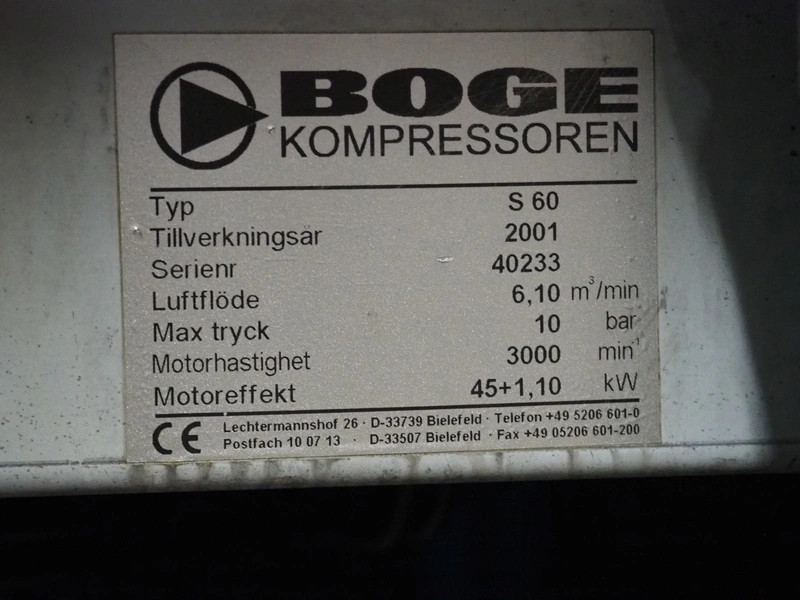 BOGE
KOMPRESSOREN
Typ S 60
Tillverkningsår 2001
Serienr 40233
Luftflöde 6,10 m³/min
Max tryck 10 bar
Motorhastighet 3000 min⁻¹
Motoreffekt 45+1,10 kW
CE Lechtermannshof 26 · D-33739 Bielefeld · Telefon +49 5206 601-0
Postfach 10 07 13 · D-33507 Bielefeld · Fax +49 05206 601-200